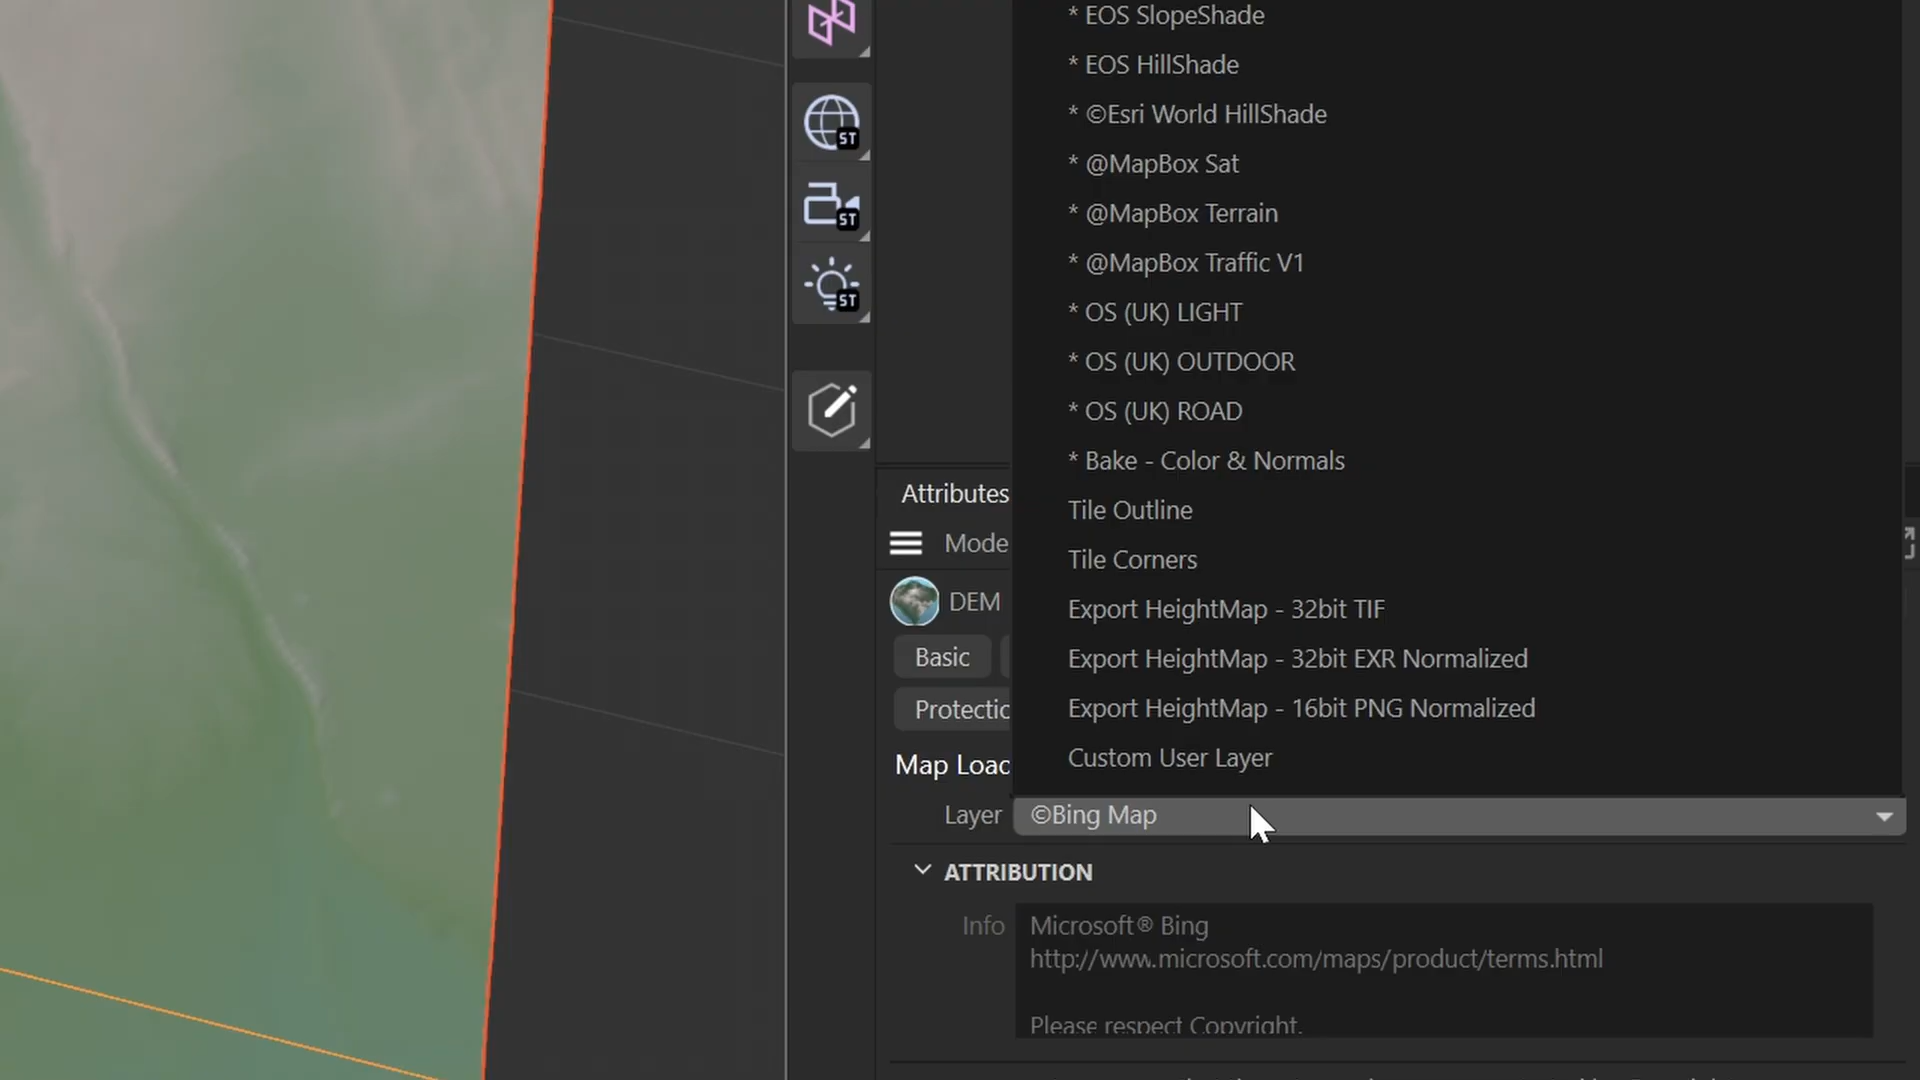 * EOS SlopeShade
* EOS HillShade
* ©Esri World HillShade
* @MapBox Sat
* @MapBox Terrain
* @MapBox Traffic V1
* OS (UK) LIGHT
* OS (UK) OUTDOOR
* OS (UK) ROAD
* Bake - Color & Normals
Tile Outline
Tile Corners
Export HeightMap - 32bit TIF
Export HeightMap - 32bit EXR Normalized
Export HeightMap - 16bit PNG Normalized
Custom User Layer
ST
ST
ST
Attributes
Mode
DEM
Basic
Protectic
Map Loac
Layer ©Bing Map
ATTRIBUTION
Info Microsoft® Bing
http://www.microsoft.com/maps/product/terms.html
Please respect Copyright.